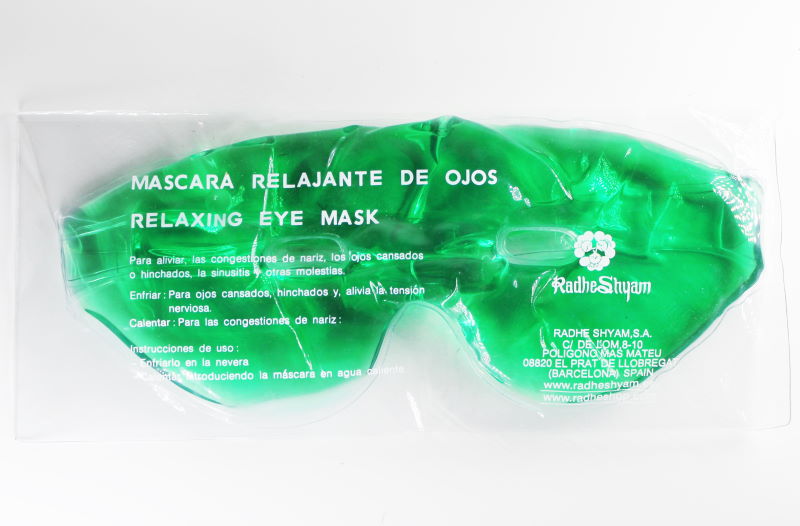 MASCARA RELAJANTE DE OJOS
RELAXING EYE MASK
Para aliviar, las congestiones de nariz, los ojos cansados
o hinchados, la sinusitis y otras molestias.
Enfriar : Para ojos cansados, hinchados y, alivia la tensión
nerviosa.
Calentar : Para las congestiones de nariz :
Instrucciones de uso :
- Enfriarlo en la nevera
introduciendo la máscara en agua caliente
RadheShyam
RADHE SHYAM,S.A.
C/ DE L'OM,8-10
POLIGONO MAS MATEU
08820 EL PRAT DE LLOBREGAT
(BARCELONA) SPAIN
www.radheshyam.
www.radheshop.